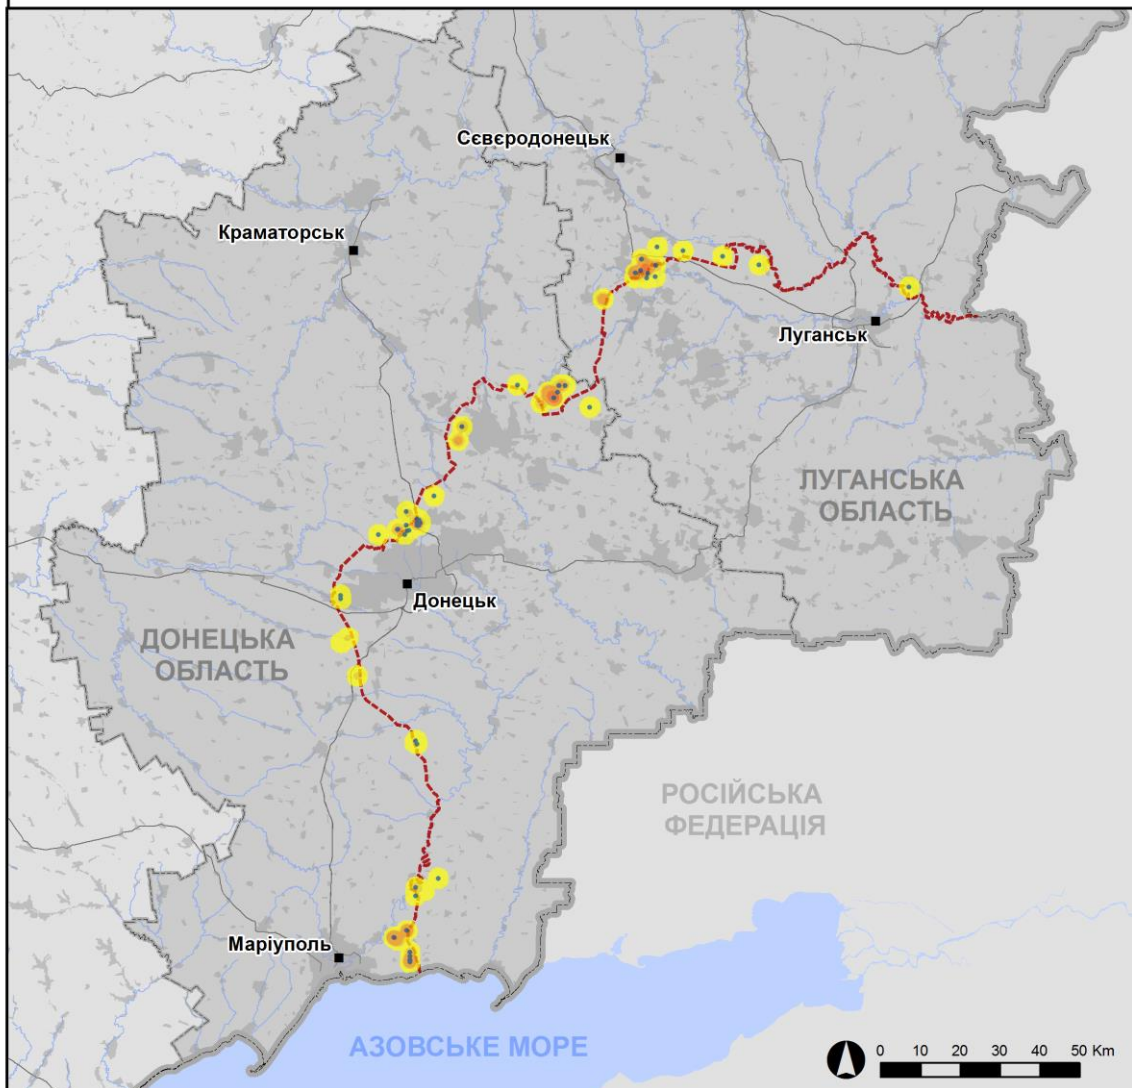 Сєвєродонецьк
Краматорськ
Луганськ
ЛУГАНСЬКА
ОБЛАСТЬ
Донецьк
ДОНЕЦЬКА
ОБЛАСТЬ
РОСІЙСЬКА
ФЕДЕРАЦІЯ
Маріуполь
АЗОВСЬКЕ МОРЕ
0 10 20 30 40 50 Km